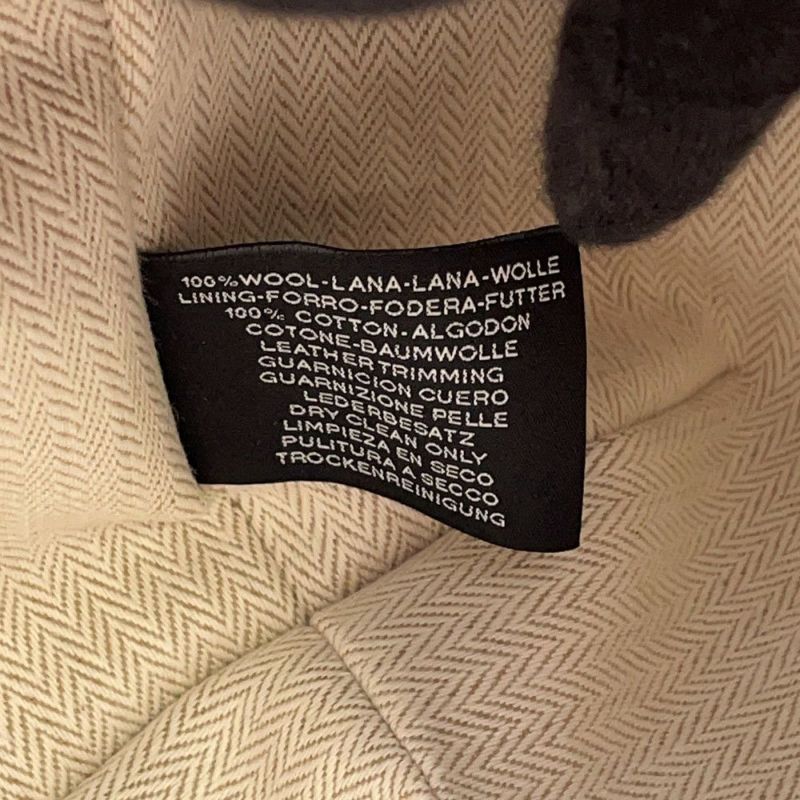 100%WOOL-LANA-LANA-WOLLE
LINING-FORRO-FODERA-FUTTER
100% COTTON-ALGODON
COTONE-BAUMWOLLE
LEATHER TRIMMING
GUARNICION CUERO
GUARNIZIONE PELLE
LEDERBESATZ
DRY CLEAN ONLY
LIMPIEZA EN SECO
PULITURA A SECCO
TROCKENREINIGUNG